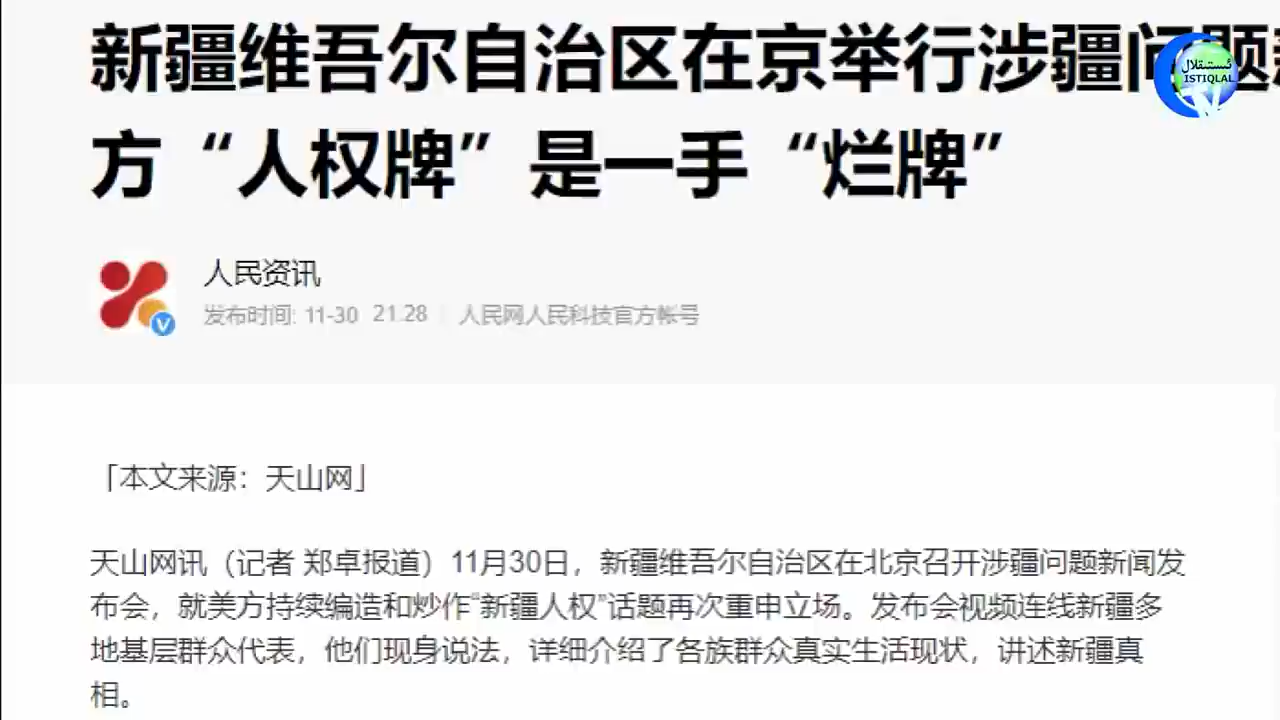 新疆维吾尔自治区在京举行涉疆问题
方“人权牌”是一手“烂牌”
ئىستىقلال
ISTIQLAL
人民资讯
发布时间: 11-30 21:28 人民网人民科技官方帐号
「本文来源：天山网」
天山网讯（记者 郑卓报道）11月30日，新疆维吾尔自治区在北京召开涉疆问题新闻发
布会，就美方持续编造和炒作“新疆人权”话题再次重申立场。发布会视频连线新疆多
地基层群众代表，他们现身说法，详细介绍了各族群众真实生活现状，讲述新疆真
相。